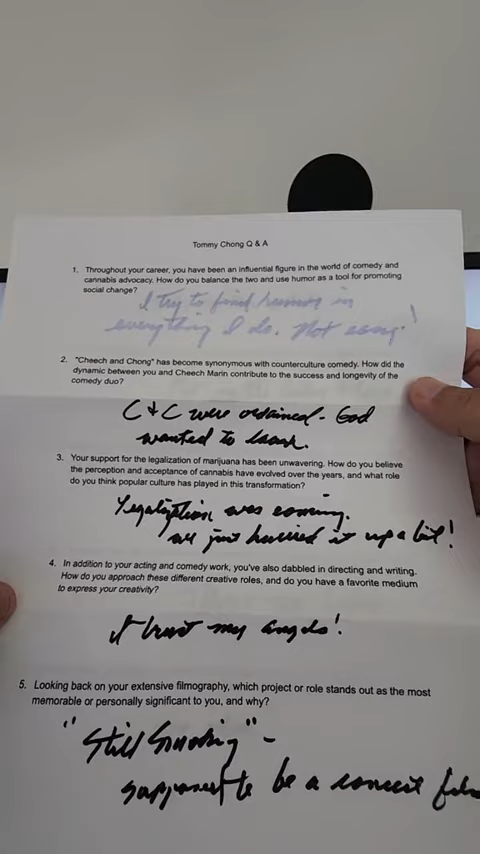 Tommy Chong Q & A
1. Throughout your career, you have been an influential figure in the world of comedy and
cannabis advocacy. How do you balance the two and use humor as a tool for promoting
social change?
I try to find humor in
everything I do. Not easy!
2. "Cheech and Chong" has become synonymous with counterculture comedy. How did the
dynamic between you and Cheech Marin contribute to the success and longevity of the
comedy duo?
C + C were ordained - God
wanted to laugh.
3. Your support for the legalization of marijuana has been unwavering. How do you believe
the perception and acceptance of cannabis have evolved over the years, and what role
do you think popular culture has played in this transformation?
Legalization was coming.
we just hurried it up a bit!
4. In addition to your acting and comedy work, you've also dabbled in directing and writing.
How do you approach these different creative roles, and do you have a favorite medium
to express your creativity?
I trust my angels!
5. Looking back on your extensive filmography, which project or role stands out as the most
memorable or personally significant to you, and why?
"Still Smoking" -
supposed to be a concert film